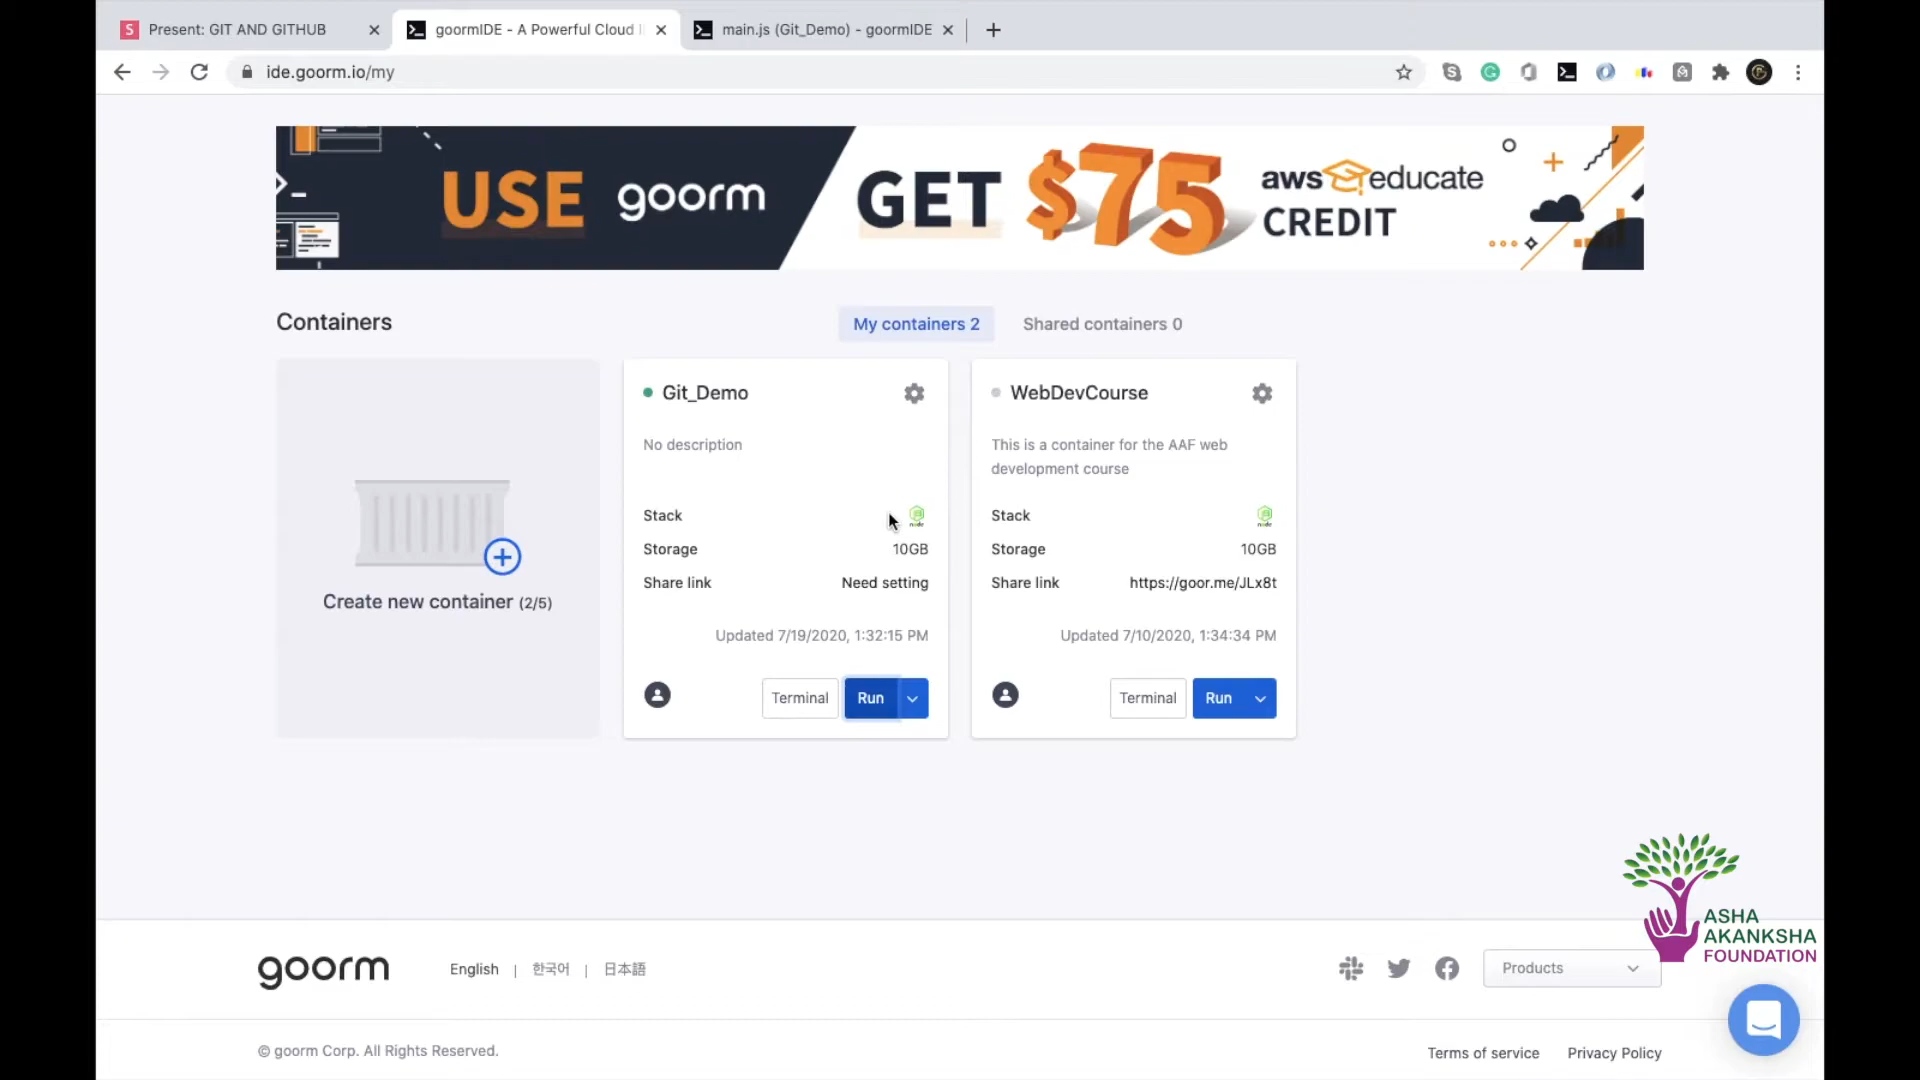 Present: GIT AND GITHUB
goormIDE - A Powerful Cloud I
main.js (Git_Demo) - goormIDE
ide.goorm.io/my
USE goorm GET $75 aws educate CREDIT
Containers
My containers 2
Shared containers 0
Create new container (2/5)
Git_Demo
No description
Stack
node
Storage 10GB
Share link Need setting
Updated 7/19/2020, 1:32:15 PM
Terminal
Run
WebDevCourse
This is a container for the AAF web
development course
Stack
node
Storage 10GB
Share link https://goor.me/JLx8t
Updated 7/10/2020, 1:34:34 PM
Terminal
Run
ASHA
AKANKSHA
FOUNDATION
goorm
English | 한국어 | 日本語
Products
© goorm Corp. All Rights Reserved.
Terms of service
Privacy Policy